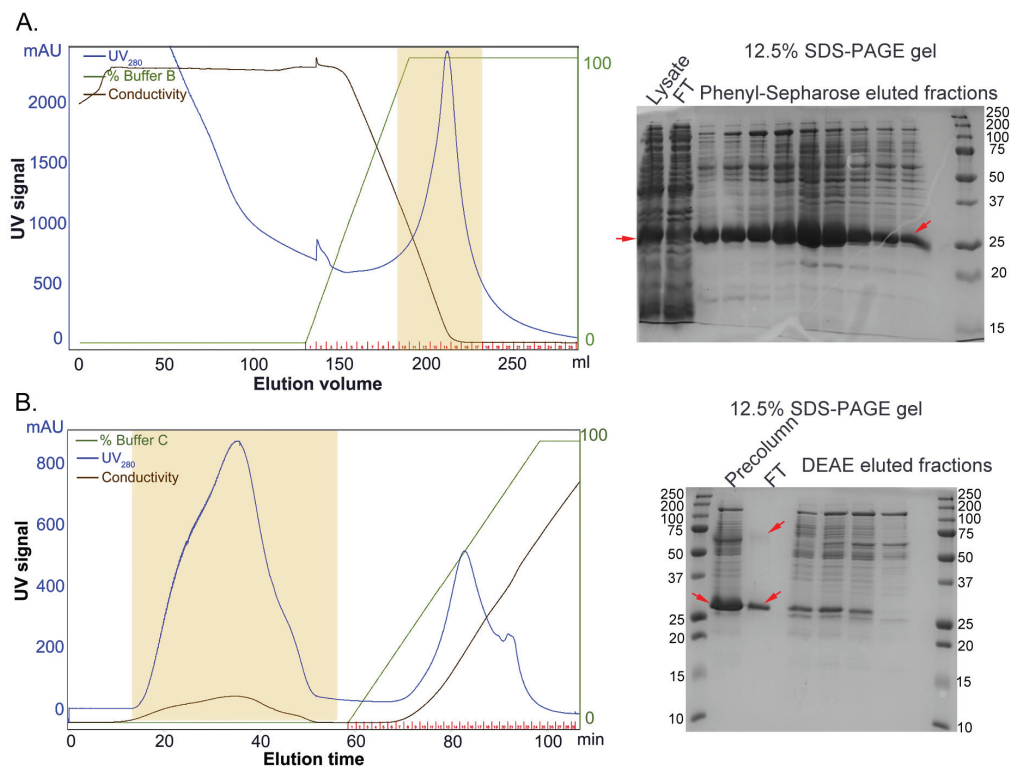 A.
mAU
UV280
% Buffer B
Conductivity
2000
1500
1000
500
0
UV signal
100
0
0 50 100 150 200 250 ml
Elution volume
12.5% SDS-PAGE gel
Lysate
FT
Phenyl-Sepharose eluted fractions
250
100
75
50
37
25
20
15
B.
mAU
% Buffer C
UV280
Conductivity
800
600
400
200
0
UV signal
100
0
0 20 40 60 80 100 min
Elution time
12.5% SDS-PAGE gel
Precolumn
FT
DEAE eluted fractions
250
200
100
75
50
37
25
20
15
10
250
200
100
75
50
37
25
20
15
10